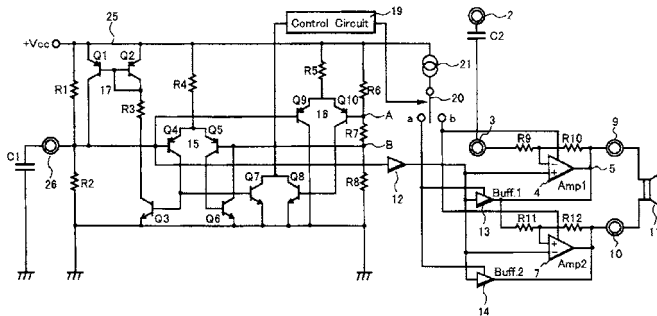 25
Control Circuit
19
2
C2
+Vcc
Q1
Q2
R1
17
R3
R4
R5
R6
21
20
Q9
Q10
16
A
R7
a
b
3
R9
R10
9
Q4
15
Q5
B
C1
26
R2
12
4
Amp1
5
Q7
Q8
R8
Buff.1
13
R11
R12
11
10
Q3
Q6
7
Amp2
Buff.2
14